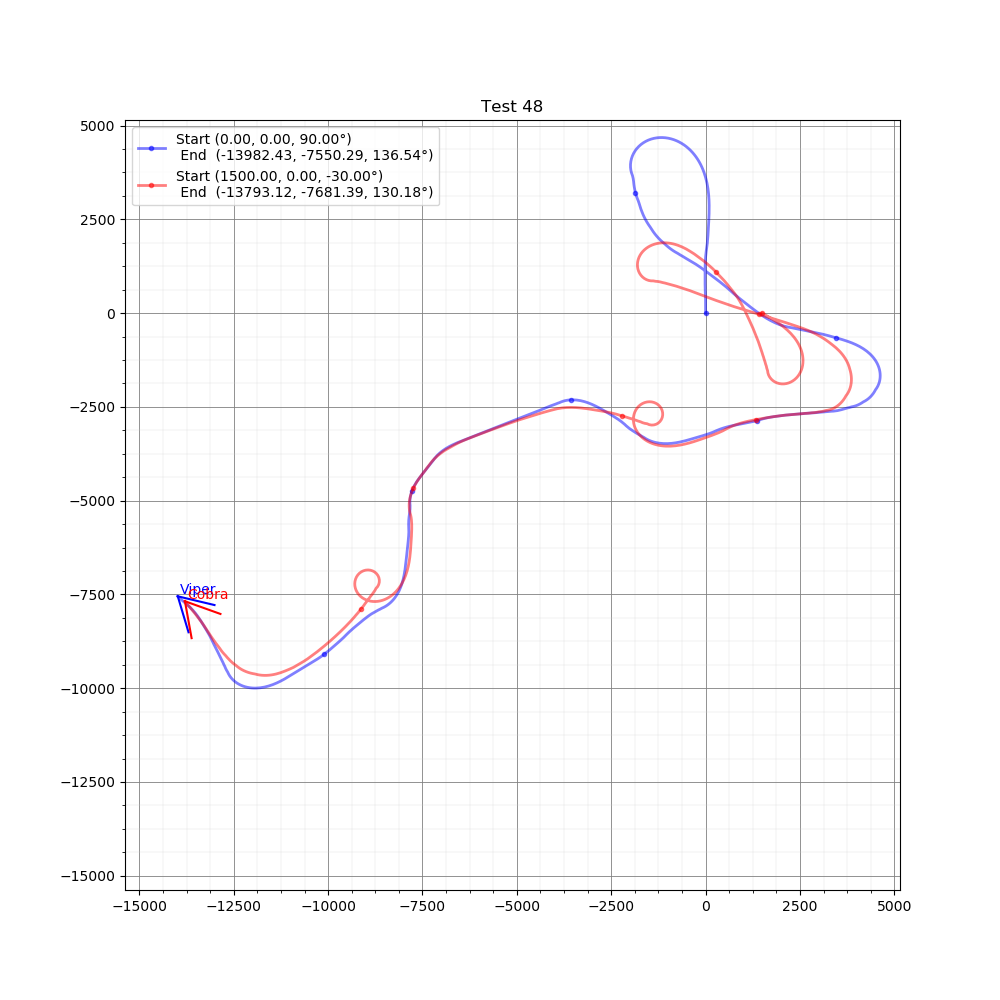 Test 48
Start (0.00, 0.00, 90.00°)
End (-13982.43, -7550.29, 136.54°)
Start (1500.00, 0.00, -30.00°)
End (-13793.12, -7681.39, 130.18°)
5000
2500
0
−2500
−5000
−7500
−10000
−12500
−15000
Viper
Cobra
−15000 −12500 −10000 −7500 −5000 −2500 0 2500 5000